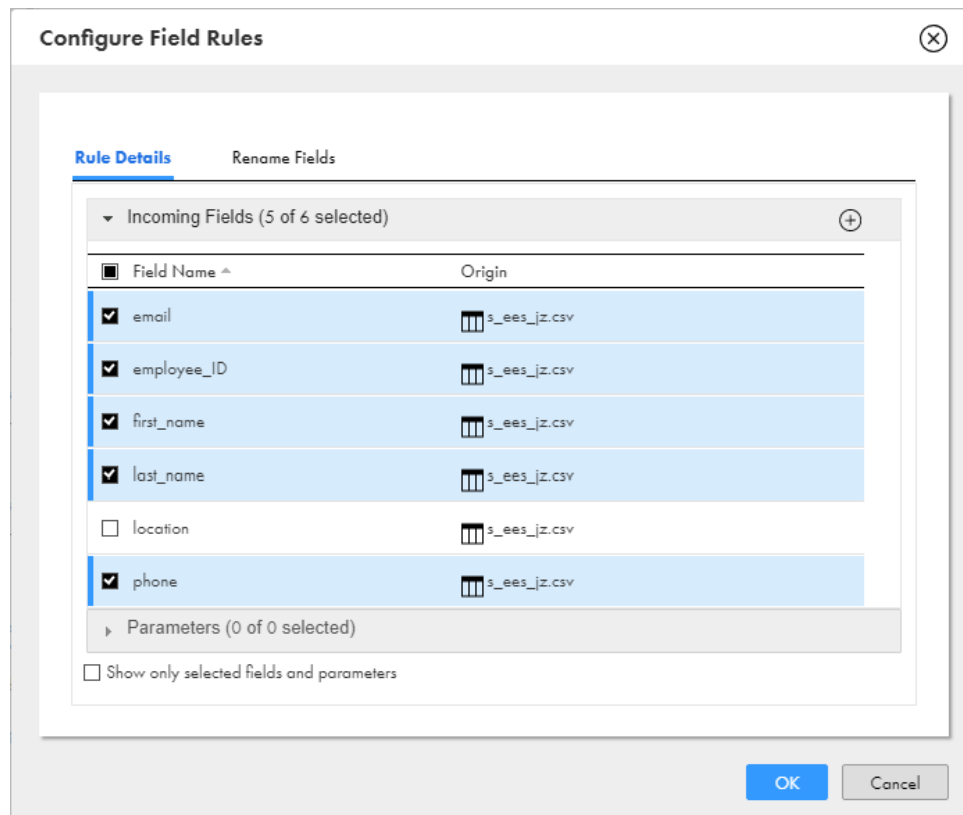 Configure Field Rules
Rule Details Rename Fields
Incoming Fields (5 of 6 selected)
Field Name Origin
email s_ees_jz.csv
employee_ID s_ees_jz.csv
first_name s_ees_jz.csv
last_name s_ees_jz.csv
location s_ees_jz.csv
phone s_ees_jz.csv
Parameters (0 of 0 selected)
Show only selected fields and parameters
OK Cancel